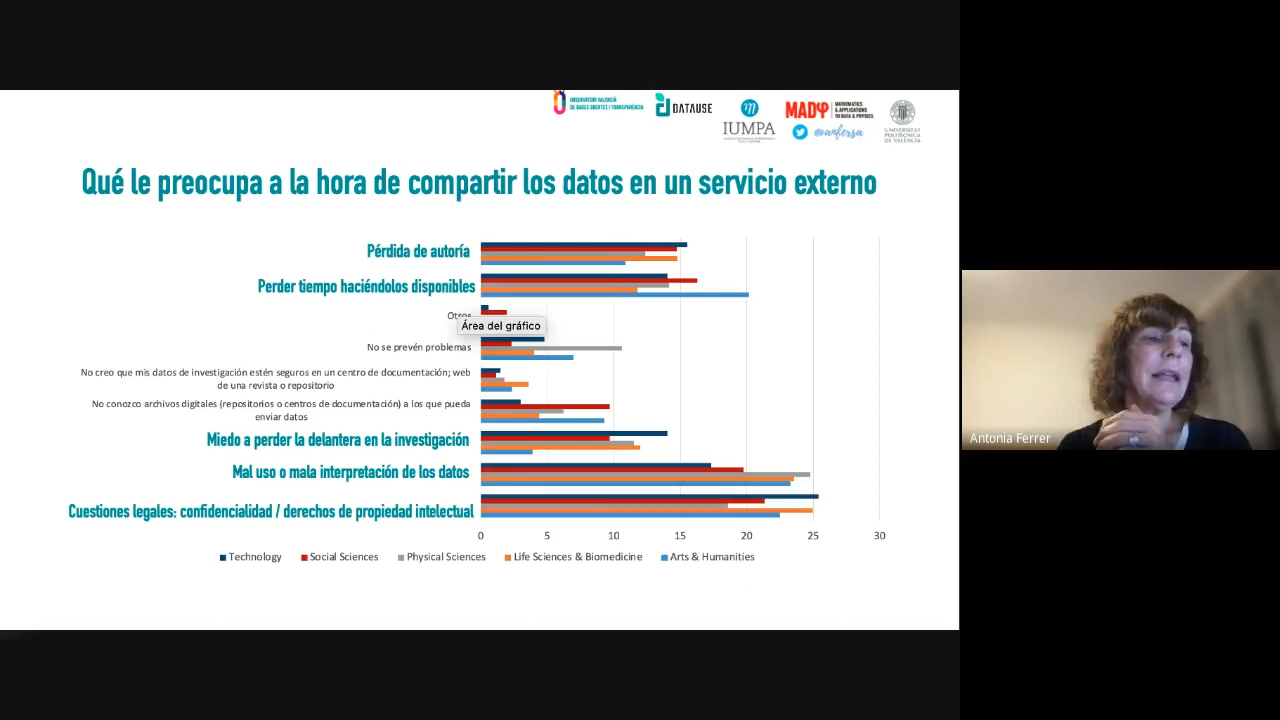 OBSERVATORI VALENCIÀ
DE DADES OBERTES I TRANSPARÈNCIA
DATAUSE
IUMPA
MADΦ
MATHEMATICS
& APPLICATIONS
TO DATA & PHYSICS
@anfersa
UNIVERSITAT
POLITÈCNICA
DE VALÈNCIA
Qué le preocupa a la hora de compartir los datos en un servicio externo
Pérdida de autoría
Perder tiempo haciéndolos disponibles
Otros
Área del gráfico
No se prevén problemas
No creo que mis datos de investigación estén seguros en un centro de documentación; web
de una revista o repositorio
No conozco archivos digitales (repositorios o centros de documentación) a los que pueda
enviar datos
Miedo a perder la delantera en la investigación
Mal uso o mala interpretación de los datos
Cuestiones legales: confidencialidad / derechos de propiedad intelectual
0 5 10 15 20 25 30
Technology Social Sciences Physical Sciences Life Sciences & Biomedicine Arts & Humanities
Antonia Ferrer